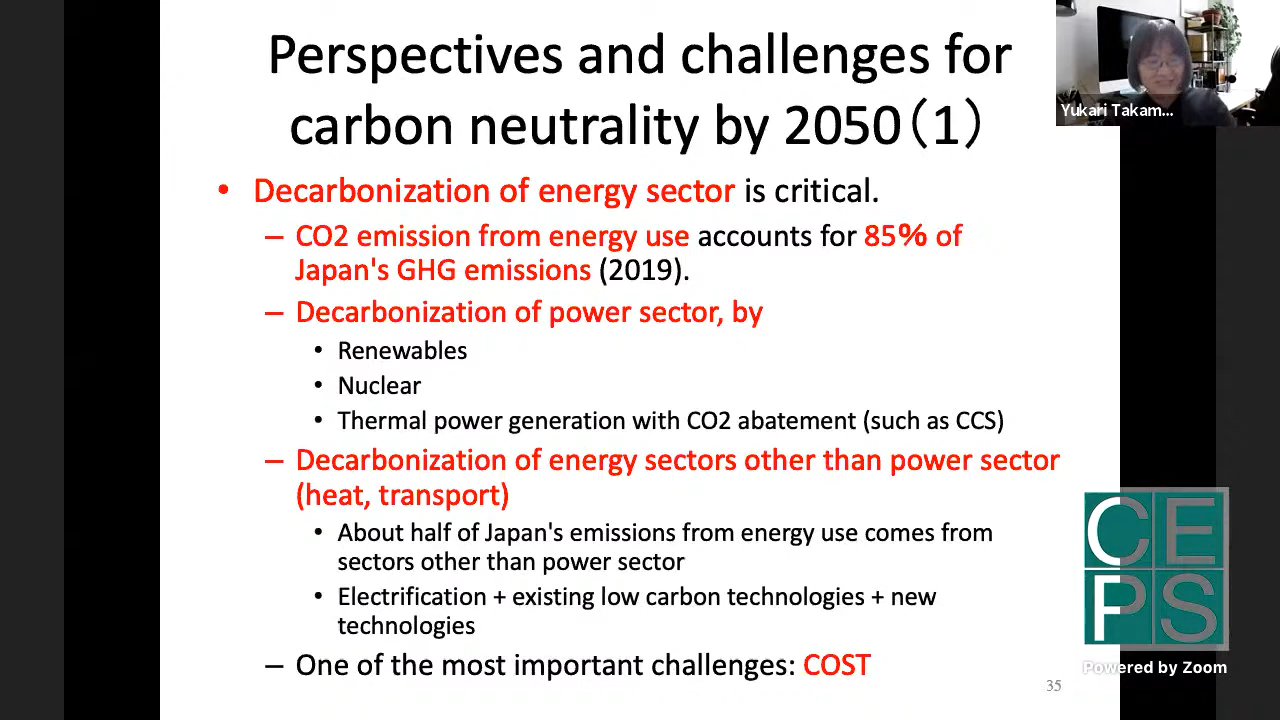 Perspectives and challenges for
carbon neutrality by 2050（1）
• Decarbonization of energy sector is critical.
– CO2 emission from energy use accounts for 85% of
Japan's GHG emissions (2019).
– Decarbonization of power sector, by
• Renewables
• Nuclear
• Thermal power generation with CO2 abatement (such as CCS)
– Decarbonization of energy sectors other than power sector
(heat, transport)
• About half of Japan's emissions from energy use comes from
sectors other than power sector
• Electrification + existing low carbon technologies + new
technologies
– One of the most important challenges: COST
35
Yukari Takam...
CE
PS
Powered by Zoom